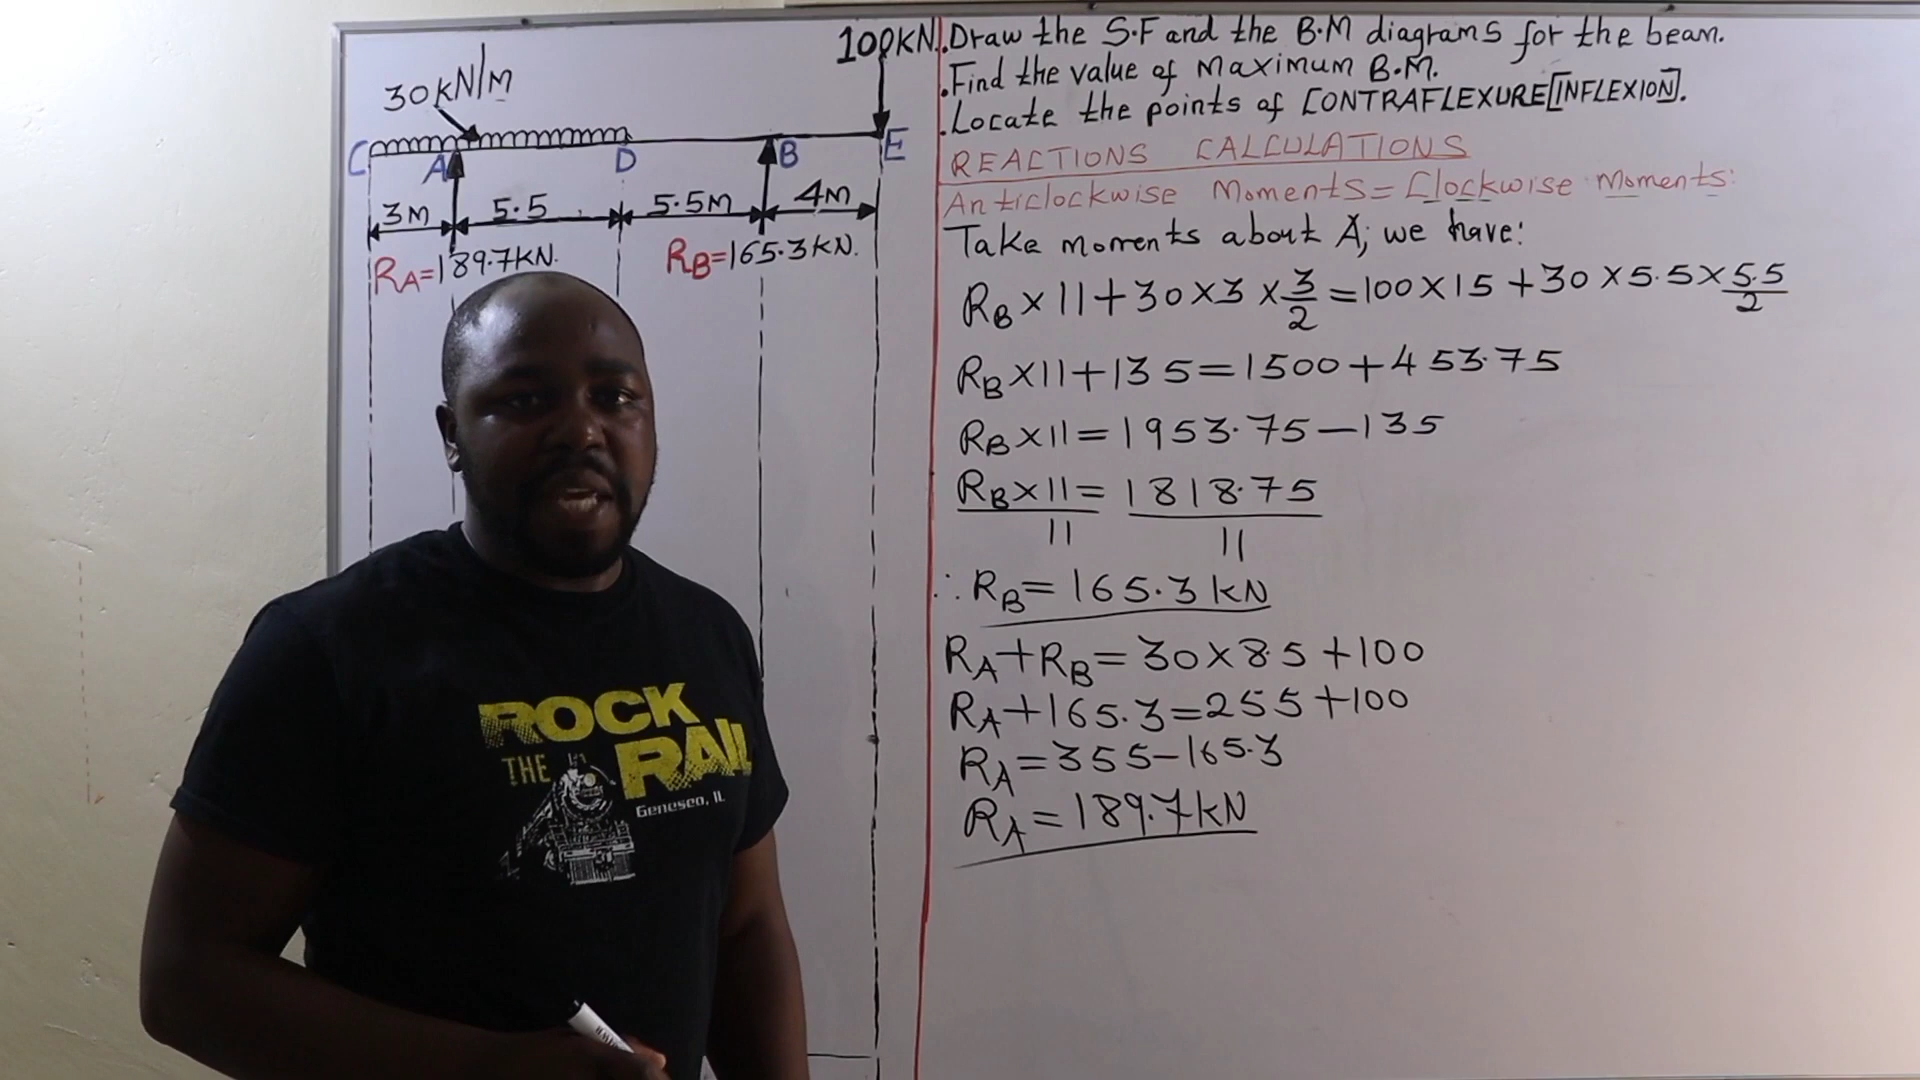 30KN/M
100KN
C
A
D
B
E
3M
5.5
5.5M
4M
RA=189.7KN.
RB=165.3KN.
.Draw the S.F and the B.M diagrams for the beam.
.Find the value of Maximum B.M.
.Locate the points of CONTRAFLEXURE[INFLEXION].
REACTIONS CALCULATIONS
Anticlockwise Moments=Clockwise Moments:
Take moments about A; we have:
RB×11+30×3×3/2=100×15+30×5.5×5.5/2
RB×11+135=1500+453.75
RB×11=1953.75-135
RB×11= 1818.75
11 11
∴ RB=165.3KN
RA+RB=30×8.5+100
RA+165.3=255+100
RA=355-165.3
RA=189.7KN
ROCK
THE RAIL
Geneseo, IL